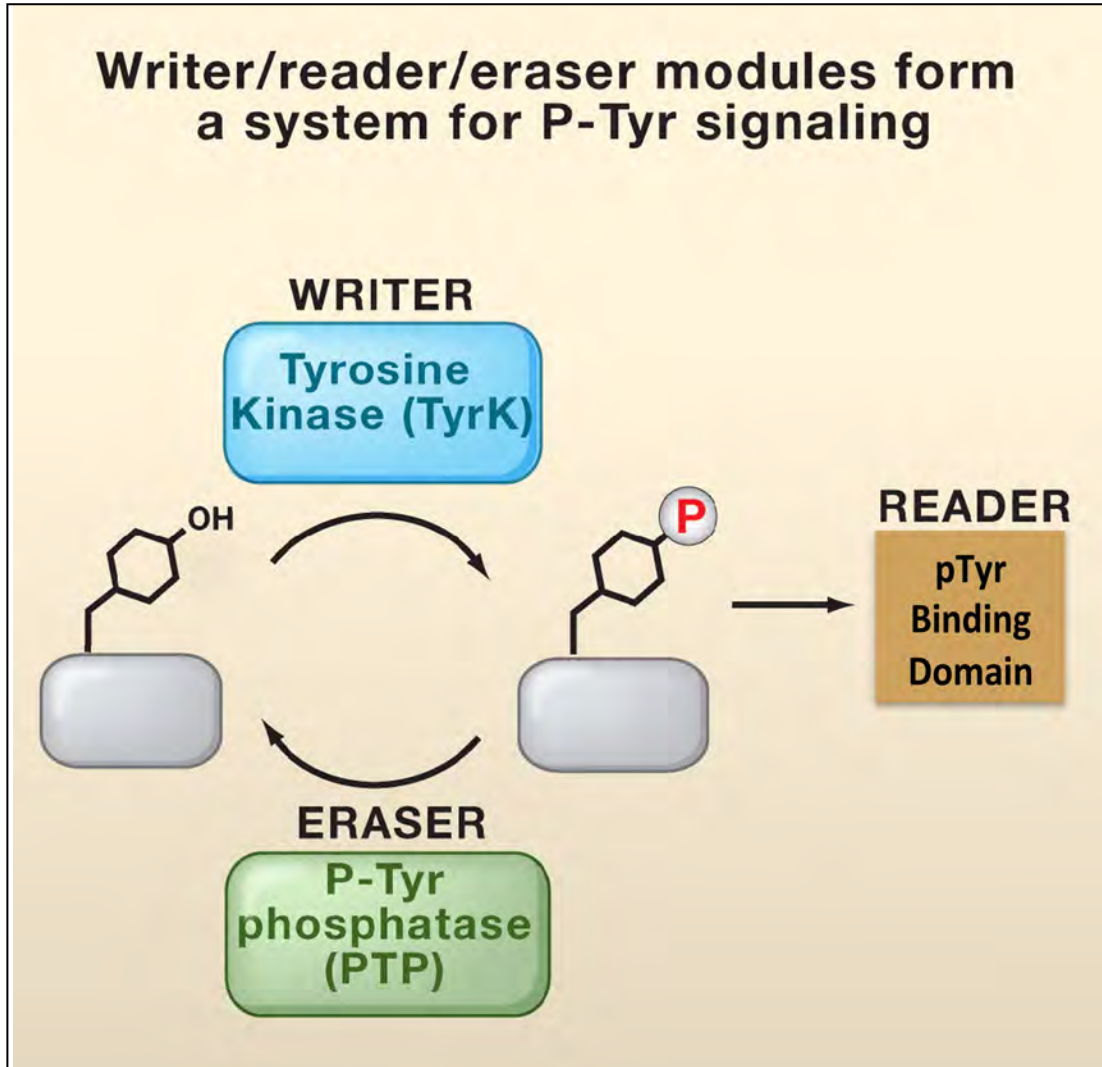 Writer/reader/eraser modules form
a system for P-Tyr signaling
WRITER
Tyrosine
Kinase (TyrK)
OH
P
READER
pTyr
Binding
Domain
ERASER
P-Tyr
phosphatase
(PTP)